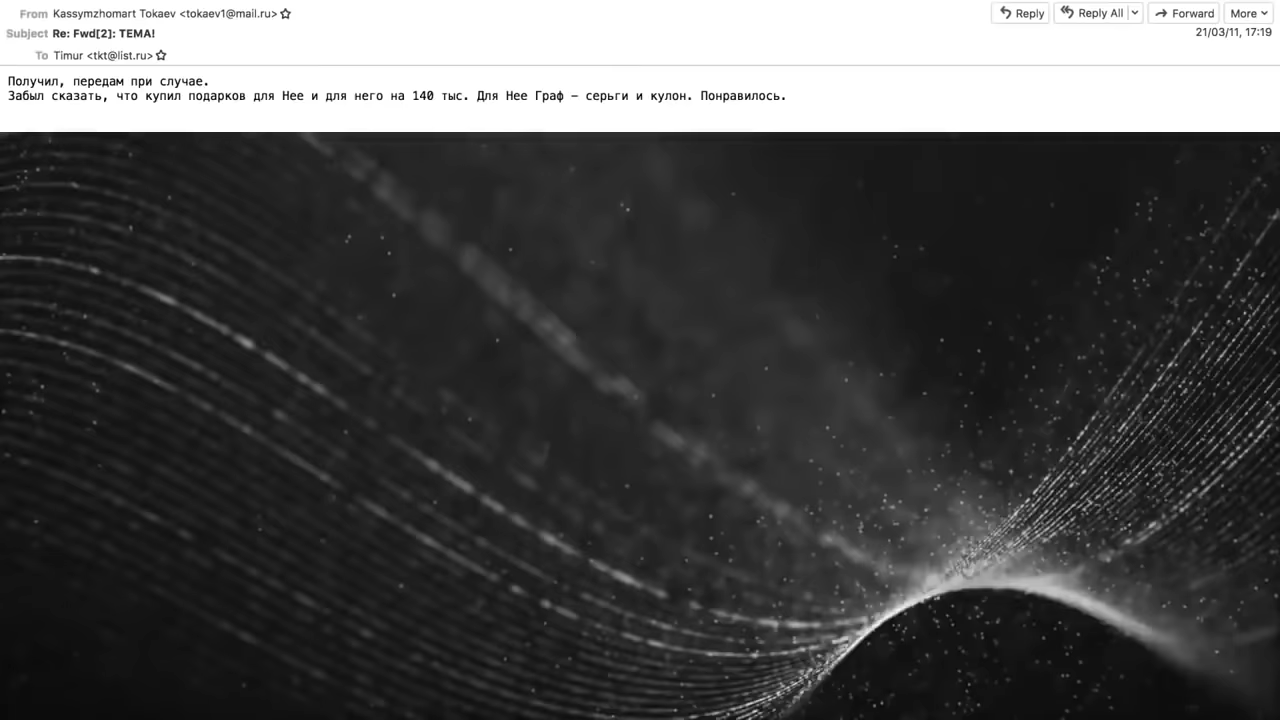 From Kassymzhomart Tokaev <tokaev1@mail.ru>
Reply Reply All Forward More
Subject Re: Fwd[2]: TEMA!
21/03/11, 17:19
To Timur <tkt@list.ru>
Получил, передам при случае.
Забыл сказать, что купил подарков для Нее и для него на 140 тыс. Для Нее Граф – серьги и кулон. Понравилось.